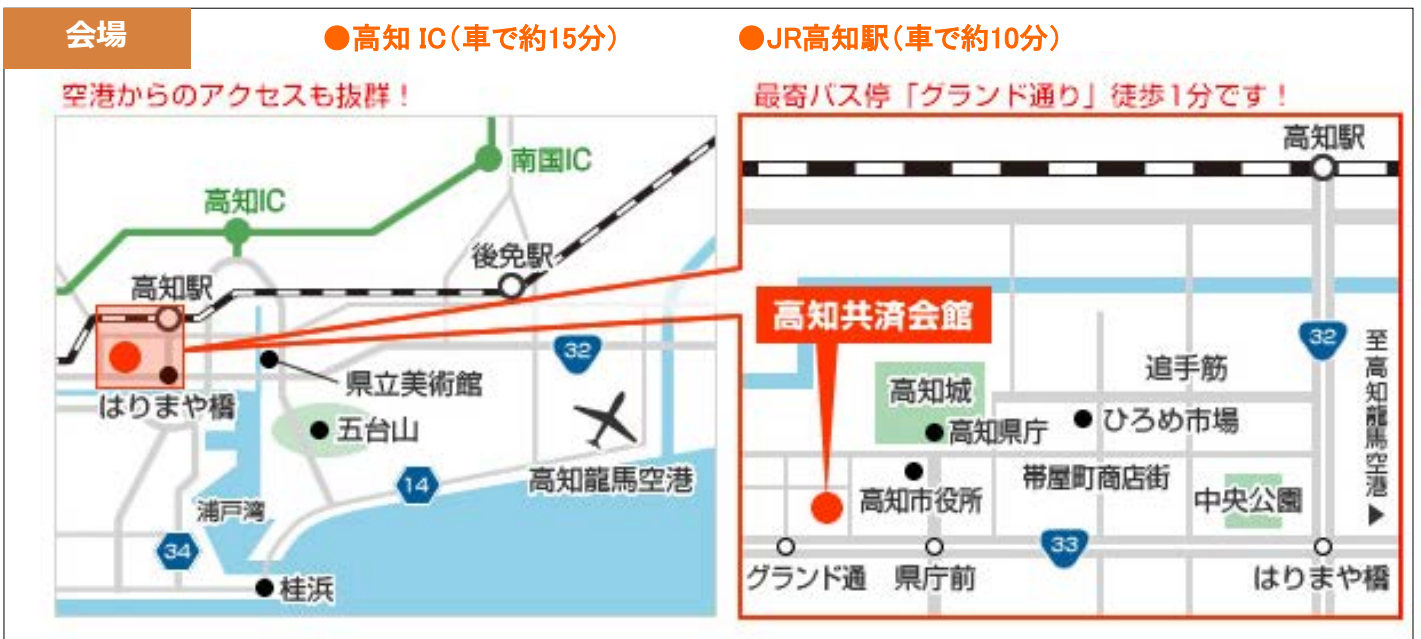 会場
●高知 IC（車で約15分）
●JR高知駅（車で約10分）
空港からのアクセスも抜群！
南国IC
高知IC
後免駅
高知駅
32
県立美術館
はりまや橋
五台山
14
高知龍馬空港
浦戸湾
34
桂浜
最寄バス停「グランド通り」徒歩1分です！
高知駅
高知共済会館
32
至高知龍馬空港▶
追手筋
高知城
ひろめ市場
高知県庁
帯屋町商店街
高知市役所
中央公園
33
グランド通
県庁前
はりまや橋